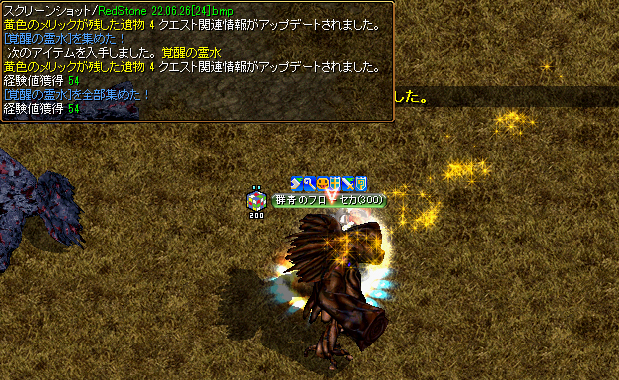 スクリーンショット/RedStone 22.06.26[24].bmp
黄色のメリックが残した遺物 4 クエスト関連情報がアップデートされました。
[覚醒の霊水]を集めた!
次のアイテムを入手しました。覚醒の霊水
黄色のメリックが残した遺物 4 クエスト関連情報がアップデートされました。
経験値獲得 54
[覚醒の霊水]を全部集めた!
経験値獲得 54
した。
群青のフロ セカ(300)
200